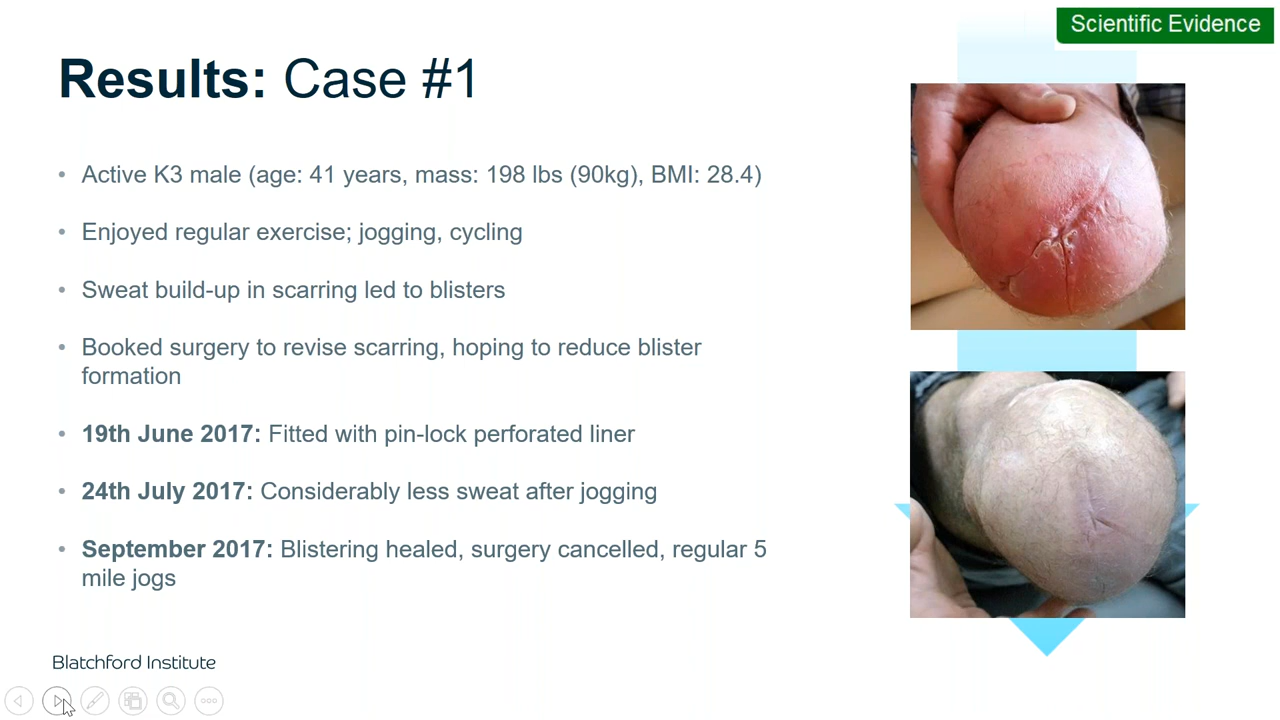 Scientific Evidence
Results: Case #1
• Active K3 male (age: 41 years, mass: 198 lbs (90kg), BMI: 28.4)
• Enjoyed regular exercise; jogging, cycling
• Sweat build-up in scarring led to blisters
• Booked surgery to revise scarring, hoping to reduce blister
formation
• 19th June 2017: Fitted with pin-lock perforated liner
• 24th July 2017: Considerably less sweat after jogging
• September 2017: Blistering healed, surgery cancelled, regular 5
mile jogs
Blatchford Institute